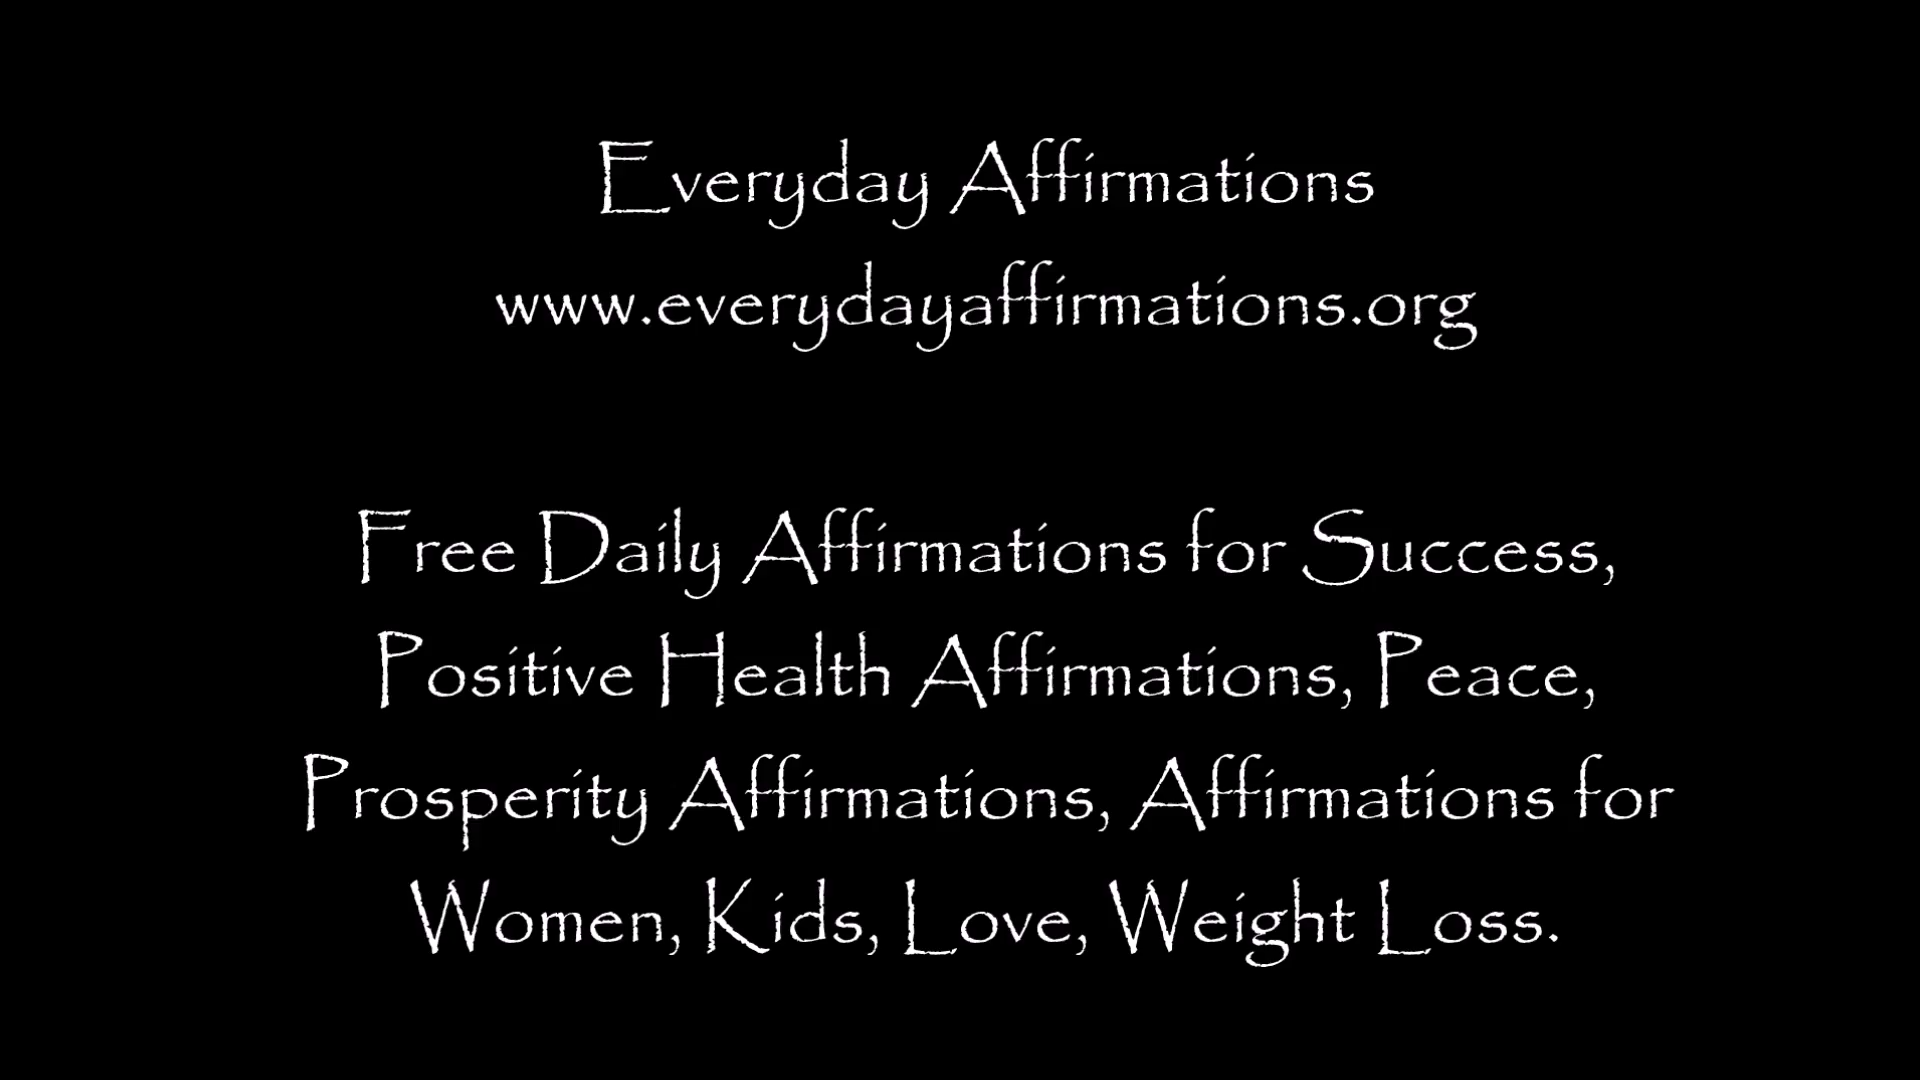 Everyday Affirmations
www.everydayaffirmations.org
Free Daily Affirmations for Success,
Positive Health Affirmations, Peace,
Prosperity Affirmations, Affirmations for
Women, Kids, Love, Weight Loss.